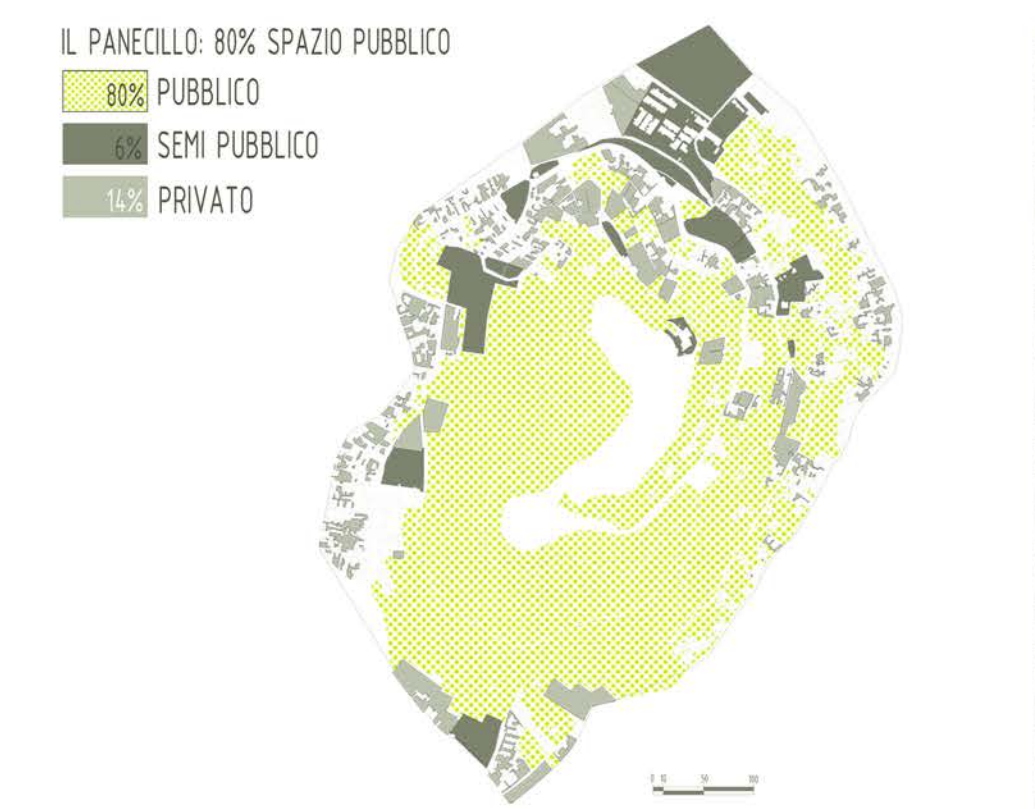 IL PANECILLO: 80% SPAZIO PUBBLICO
80% PUBBLICO
6% SEMI PUBBLICO
14% PRIVATO
0 10 50 100